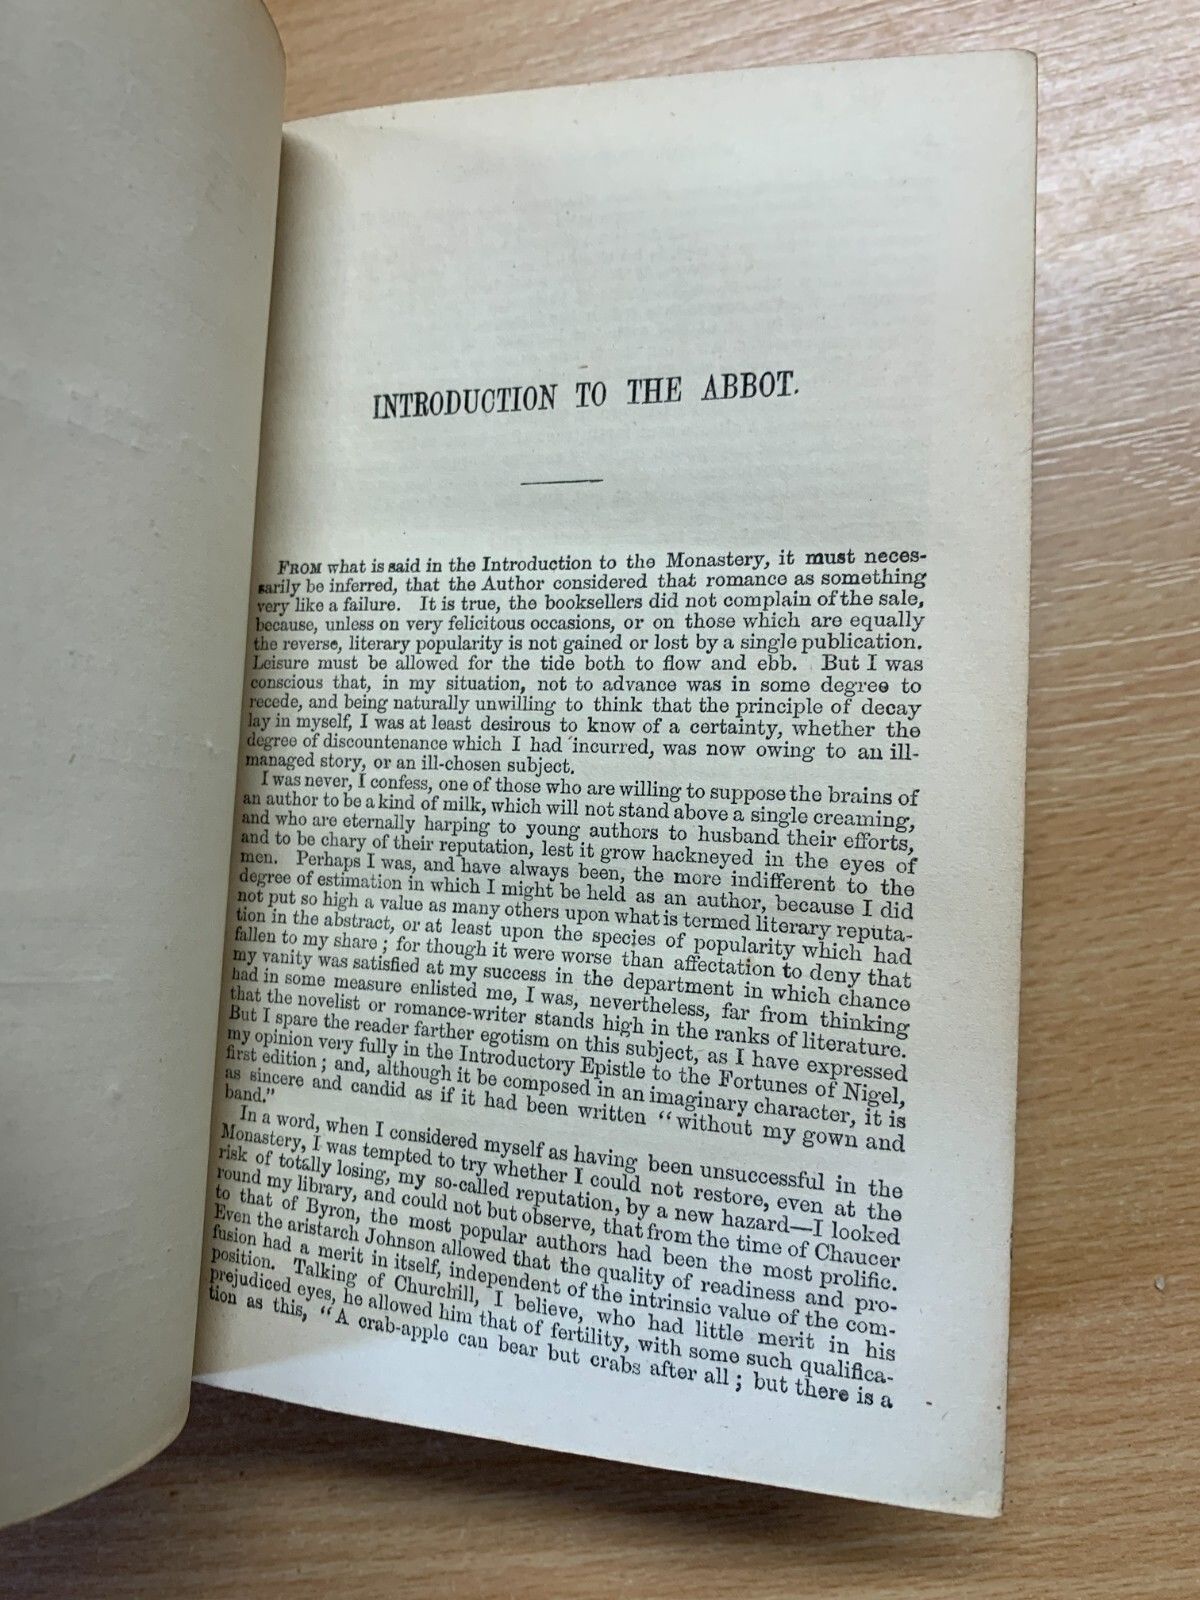 INTRODUCTION TO THE ABBOT.
FROM what is said in the Introduction to the Monastery, it must neces-
sarily be inferred, that the Author considered that romance as something
very like a failure. It is true, the booksellers did not complain of the sale,
because, unless on very felicitous occasions, or on those which are equally
the reverse, literary popularity is not gained or lost by a single publication.
Leisure must be allowed for the tide both to flow and ebb. But I was
conscious that, in my situation, not to advance was in some degree to
recede, and being naturally unwilling to think that the principle of decay
lay in myself, I was at least desirous to know of a certainty, whether the
degree of discountenance which I had incurred, was now owing to an ill-
managed story, or an ill-chosen subject.
I was never, I confess, one of those who are willing to suppose the brains of
an author to be a kind of milk, which will not stand above a single creaming,
and who are eternally harping to young authors to husband their efforts,
and to be chary of their reputation, lest it grow hackneyed in the eyes of
men. Perhaps I was, and have always been, the more indifferent to the
degree of estimation in which I might be held as an author, because I did
not put so high a value as many others upon what is termed literary reputa-
tion in the abstract, or at least upon the species of popularity which had
fallen to my share; for though it were worse than affectation to deny that
my vanity was satisfied at my success in the department in which chance
had in some measure enlisted me, I was, nevertheless, far from thinking
that the novelist or romance-writer stands high in the ranks of literature.
But I spare the reader farther egotism on this subject, as I have expressed
my opinion very fully in the Introductory Epistle to the Fortunes of Nigel,
first edition; and, although it be composed in an imaginary character, it is
as sincere and candid as if it had been written "without my gown and
band."
In a word, when I considered myself as having been unsuccessful in the
Monastery, I was tempted to try whether I could not restore, even at the
risk of totally losing, my so-called reputation, by a new hazard—I looked
round my library, and could not but observe, that from the time of Chaucer
to that of Byron, the most popular authors had been the most prolific.
Even the aristarch Johnson allowed that the quality of readiness and pro-
fusion had a merit in itself, independent of the intrinsic value of the com-
position. Talking of Churchill, I believe, who had little merit in his
prejudiced eyes, he allowed him that of fertility, with some such qualifica-
tion as this, "A crab-apple can bear but crabs after all; but there is a